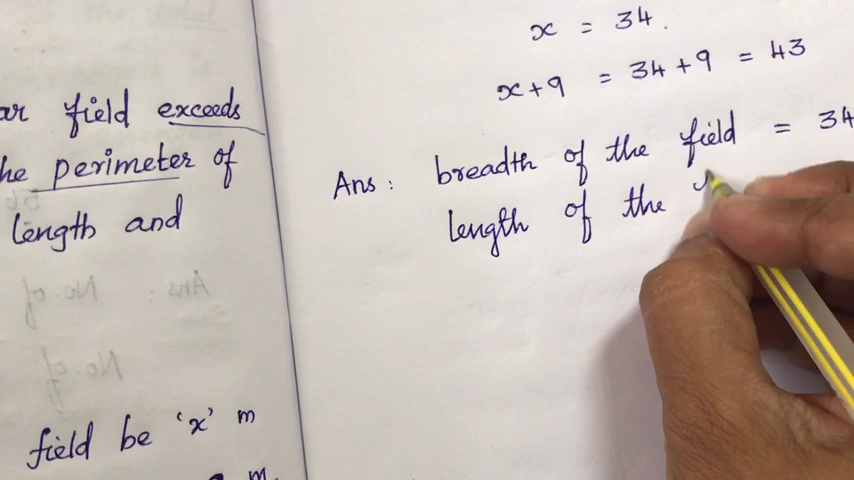 field exceeds
perimeter of
length and
field be 'x' m
m.
x = 34.
x+9 = 34+9 = 43
Ans: breadth of the field = 34
length of the